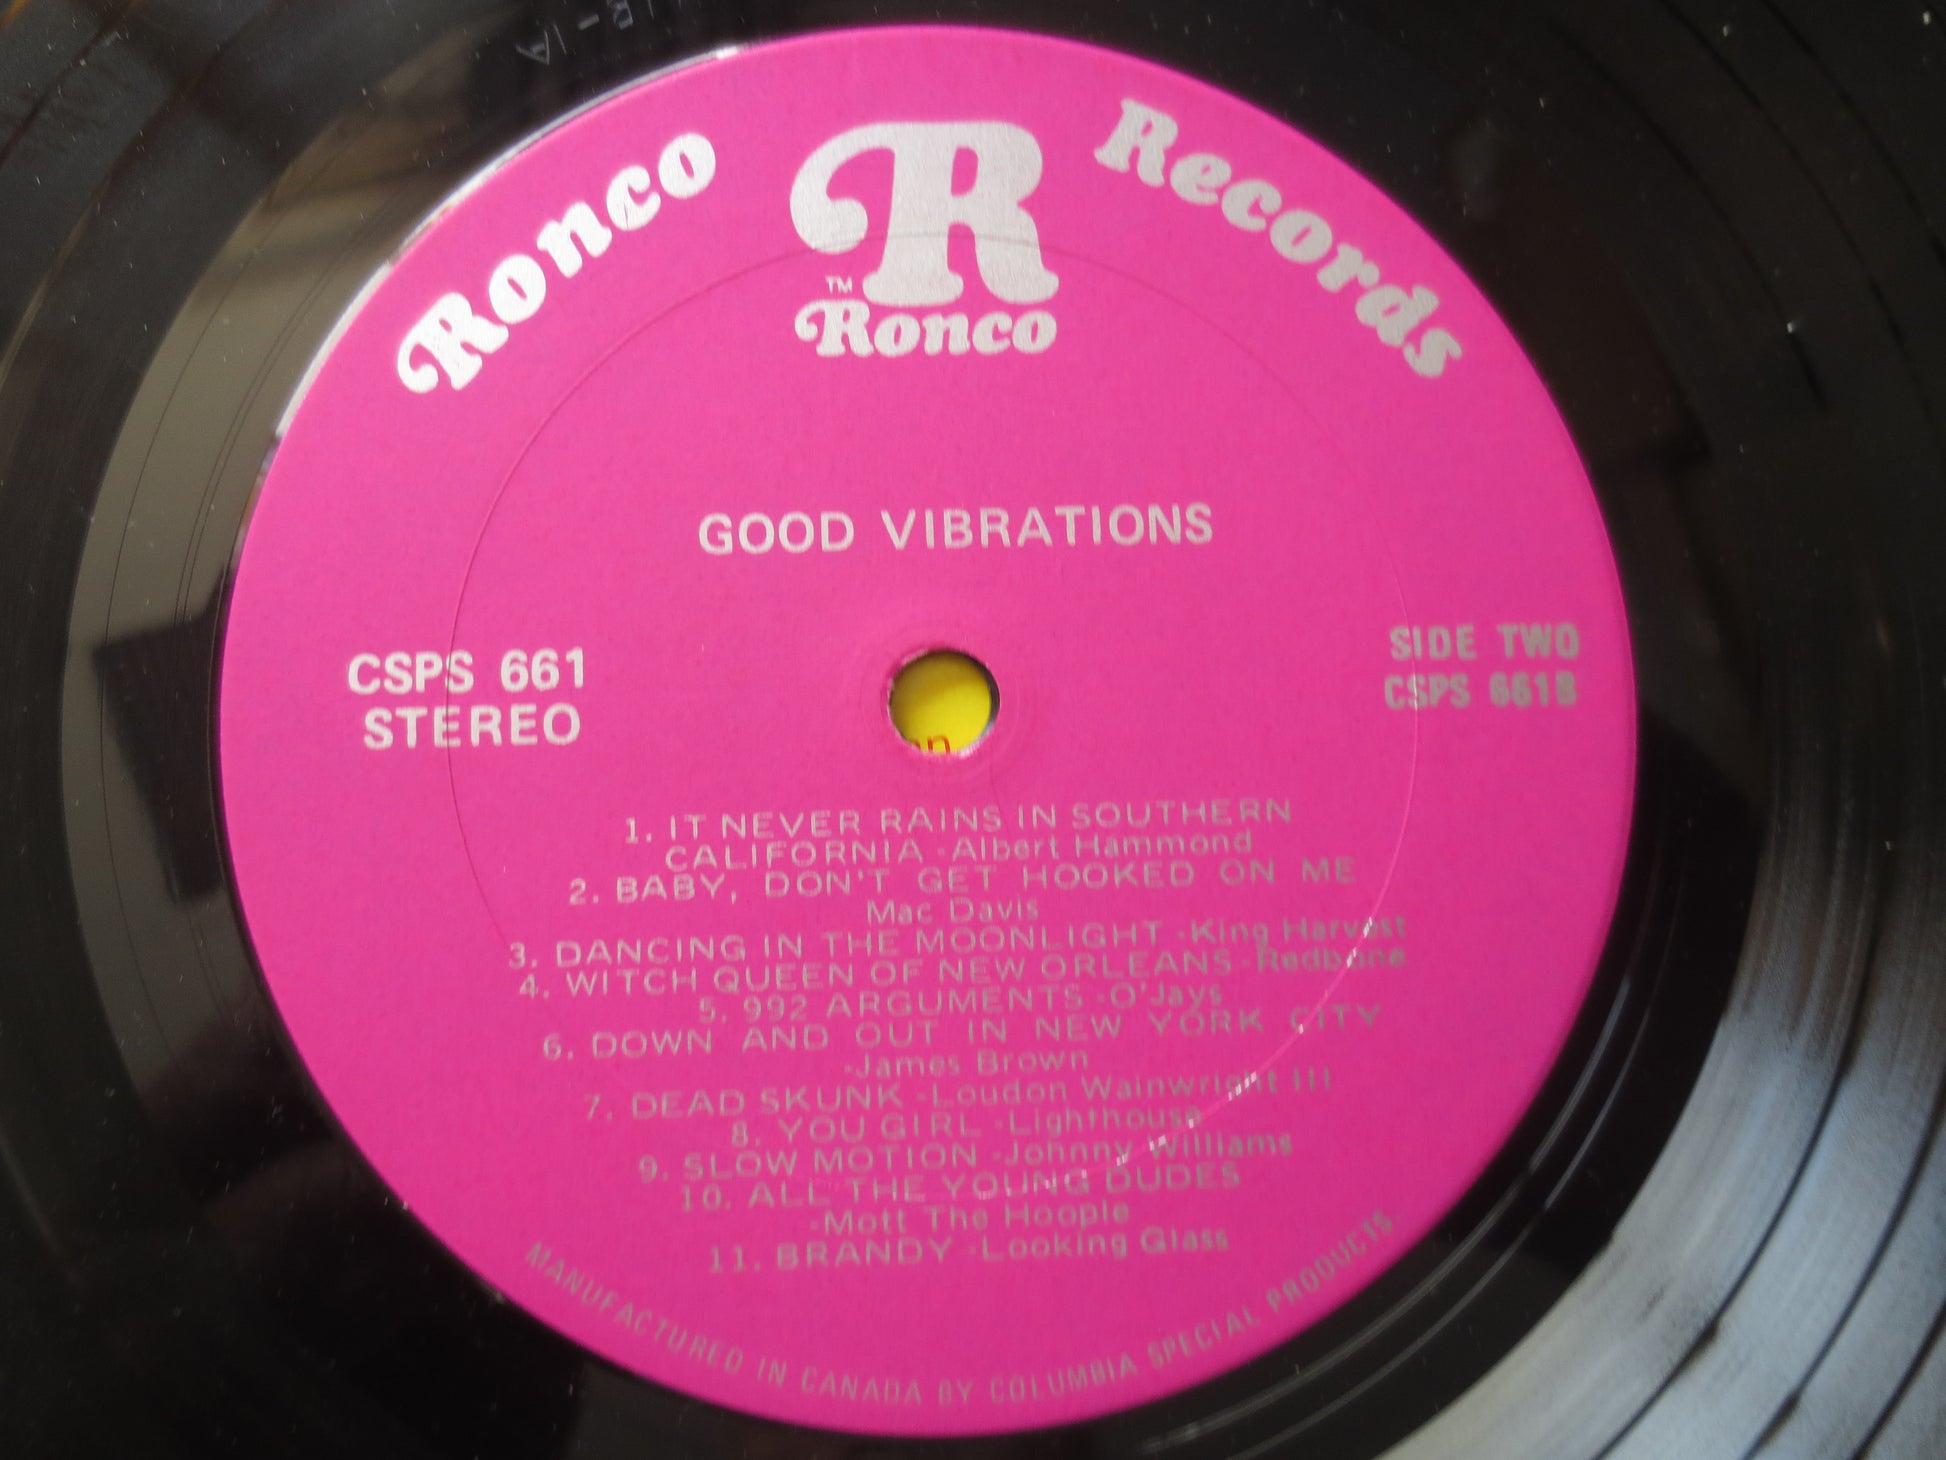 Ronco Records
R
TM
Ronco
GOOD VIBRATIONS
CSPS 661
STEREO
SIDE TWO
CSPS 661B
1. IT NEVER RAINS IN SOUTHERN
CALIFORNIA -Albert Hammond
2. BABY, DON'T GET HOOKED ON ME
Mac Davis
3. DANCING IN THE MOONLIGHT -King Harvest
4. WITCH QUEEN OF NEW ORLEANS -Redbone
5. 992 ARGUMENTS -O'Jays
6. DOWN AND OUT IN NEW YORK CITY
-James Brown
7. DEAD SKUNK -Loudon Wainwright III
8. YOU GIRL -Lighthouse
9. SLOW MOTION -Johnny Williams
10. ALL THE YOUNG DUDES
-Mott The Hoople
11. BRANDY -Looking Glass
MANUFACTURED IN CANADA BY COLUMBIA SPECIAL PRODUCTS.